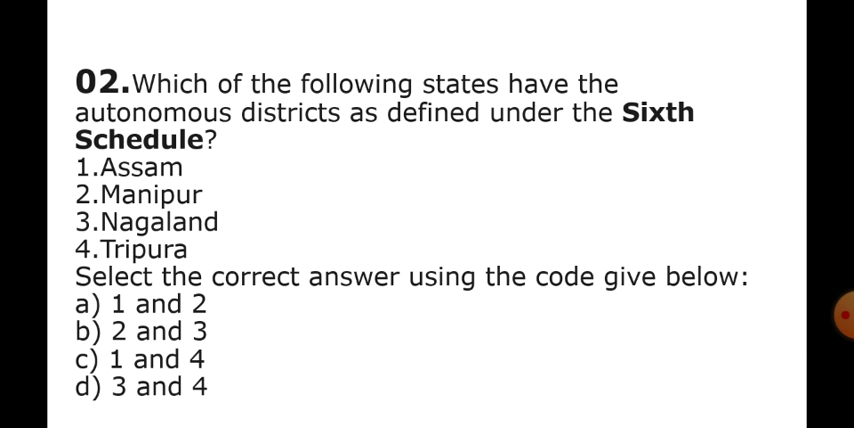 02.Which of the following states have the
autonomous districts as defined under the Sixth
Schedule?
1.Assam
2.Manipur
3.Nagaland
4.Tripura
Select the correct answer using the code give below:
a) 1 and 2
b) 2 and 3
c) 1 and 4
d) 3 and 4